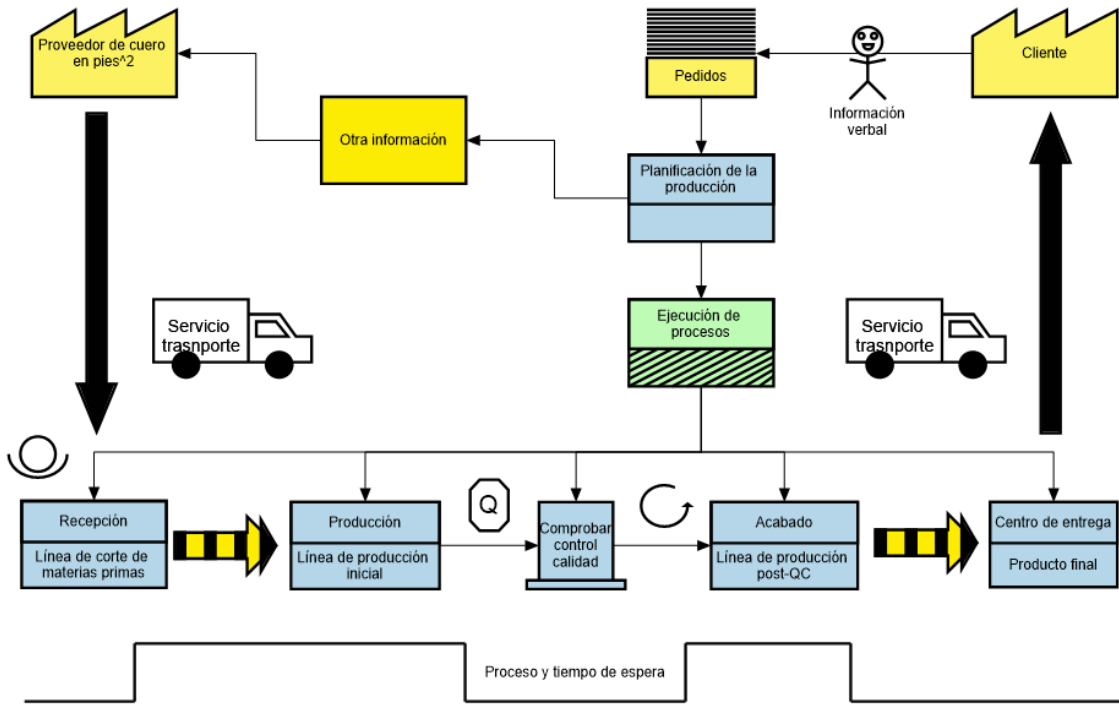 Proveedor de cuero
en pies^2
Otra información
Pedidos
Información
verbal
Cliente
Planificación de la
producción
Ejecución de
procesos
Servicio
trasnporte
Servicio
trasnporte
Recepción
Línea de corte de
materias primas
Producción
Línea de producción
inicial
Q
Comprobar
control
calidad
Acabado
Línea de producción
post-QC
Centro de entrega
Producto final
Proceso y tiempo de espera